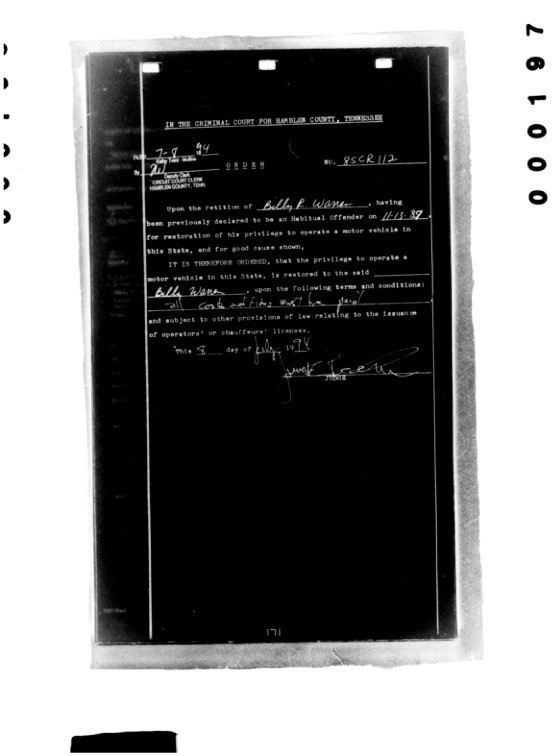 IN THE CRIMINAL COURT FOR HAMBLEN COUNTY, TENNESSEE
FILED 7-8 94
Kathy Trent-Mullins
By
Deputy Clerk
CIRCUIT COURT CLERK
HAMBLEN COUNTY, TENN.
ORDER
NO. 85CR112
Upon the petition of Billy R Warner, having
been previously declared to be an Habitual Offender on 11-13-
for restoration of his privilege to operate a motor vehicle in
this State, and for good cause shown,
IT IS THEREFORE ORDERED, that the privilege to operate a
motor vehicle in this State, is restored to the said
Billy, upon the following terms and conditions:
all costs and fines must be paid
and subject to other provisions of law relating to the issuance
of operators' or chauffeurs' licenses.
This 8 day of July, 1994
JUDGE
171
000197